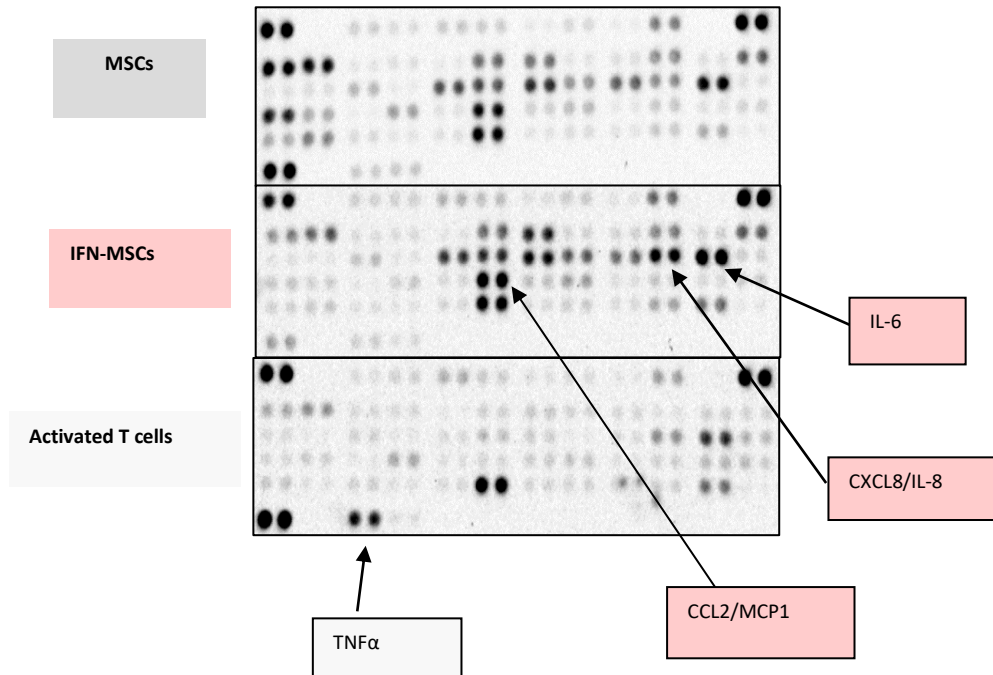 MSCs
IFN-MSCs
IL-6
Activated T cells
CXCL8/IL-8
CCL2/MCP1
TNFα